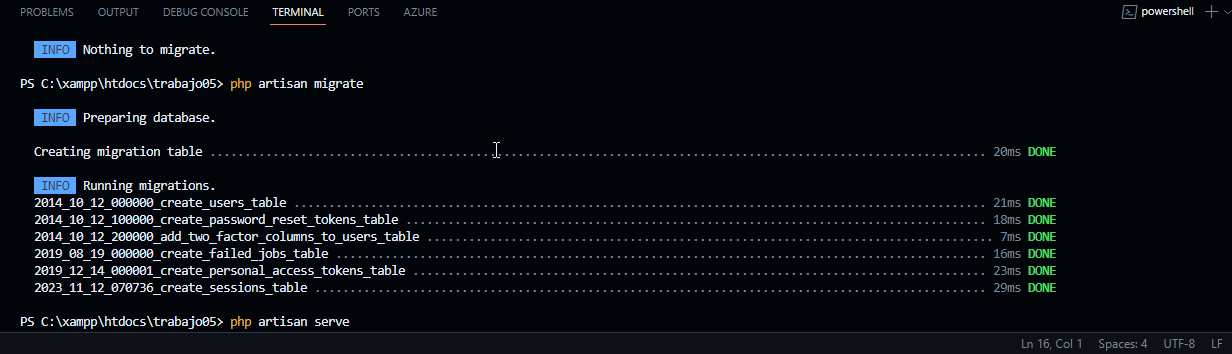 PROBLEMS OUTPUT DEBUG CONSOLE TERMINAL PORTS AZURE powershell
INFO Nothing to migrate.
PS C:\xampp\htdocs\trabajo05> php artisan migrate
INFO Preparing database.
Creating migration table ........................................................................................................ 20ms DONE
INFO Running migrations.
2014_10_12_000000_create_users_table ............................................................................................ 21ms DONE
2014_10_12_100000_create_password_reset_tokens_table ............................................................................ 18ms DONE
2014_10_12_200000_add_two_factor_columns_to_users_table ......................................................................... 7ms DONE
2019_08_19_000000_create_failed_jobs_table ...................................................................................... 16ms DONE
2019_12_14_000001_create_personal_access_tokens_table ........................................................................... 23ms DONE
2023_11_12_070736_create_sessions_table ......................................................................................... 29ms DONE
PS C:\xampp\htdocs\trabajo05> php artisan serve
Ln 16, Col 1 Spaces: 4 UTF-8 LF